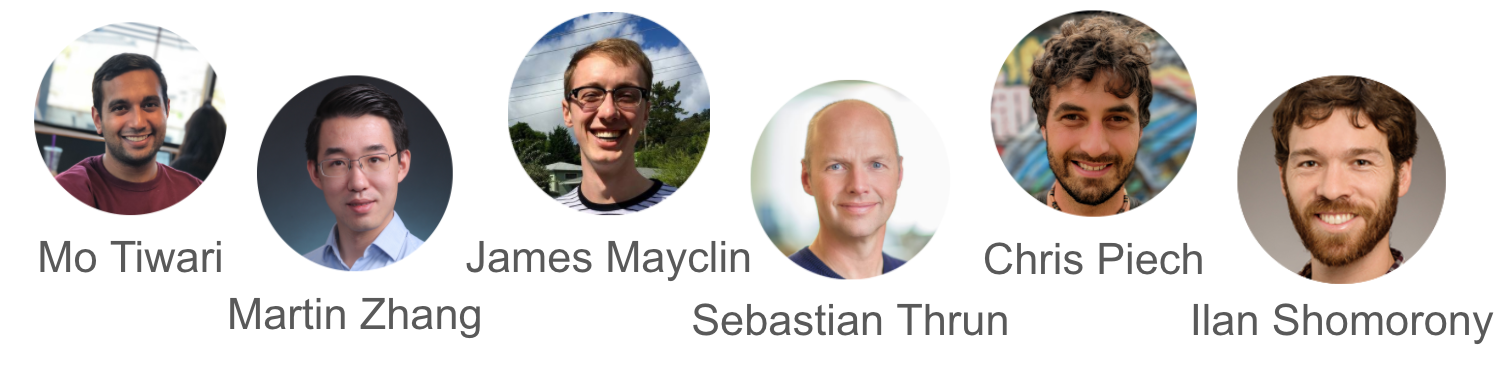 Mo Tiwari
Martin Zhang
James Mayclin
Sebastian Thrun
Chris Piech
Ilan Shomorony